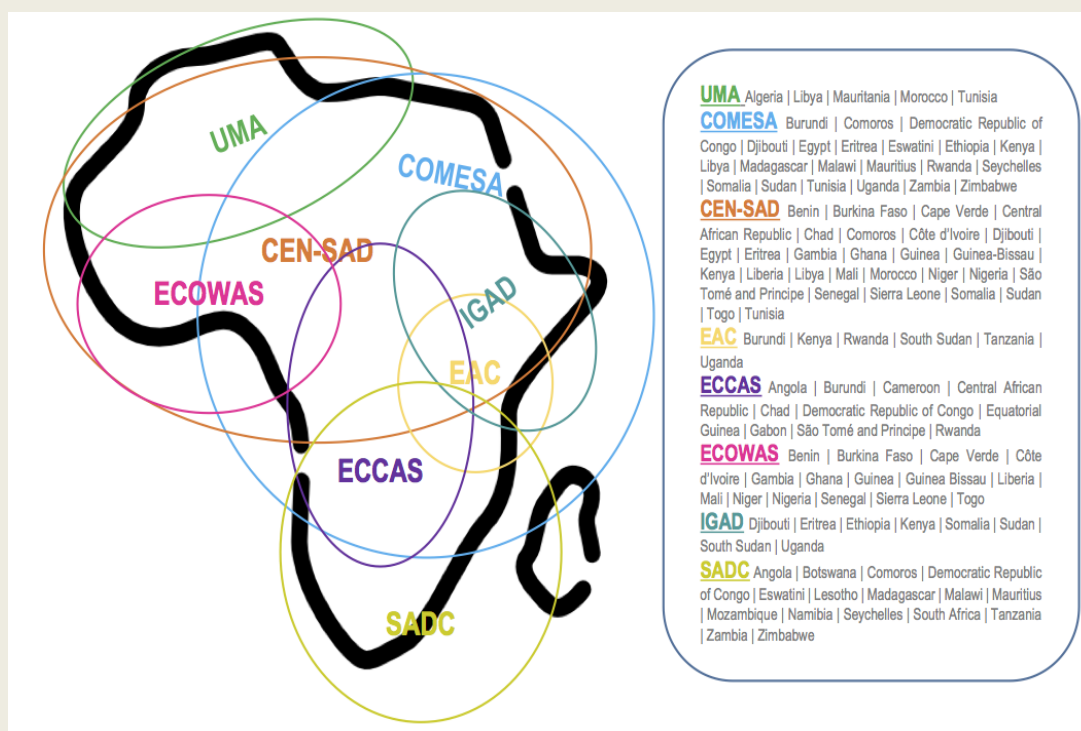 UMA
COMESA
CEN-SAD
ECOWAS
IGAD
EAC
ECCAS
SADC
UMA Algeria | Libya | Mauritania | Morocco | Tunisia
COMESA Burundi | Comoros | Democratic Republic of
Congo | Djibouti | Egypt | Eritrea | Eswatini | Ethiopia | Kenya |
Libya | Madagascar | Malawi | Mauritius | Rwanda | Seychelles
| Somalia | Sudan | Tunisia | Uganda | Zambia | Zimbabwe
CEN-SAD Benin | Burkina Faso | Cape Verde | Central
African Republic | Chad | Comoros | Côte d'Ivoire | Djibouti |
Egypt | Eritrea | Gambia | Ghana | Guinea | Guinea-Bissau |
Kenya | Liberia | Libya | Mali | Morocco | Niger | Nigeria | São
Tomé and Principe | Senegal | Sierra Leone | Somalia | Sudan
| Togo | Tunisia
EAC Burundi | Kenya | Rwanda | South Sudan | Tanzania |
Uganda
ECCAS Angola | Burundi | Cameroon | Central African
Republic | Chad | Democratic Republic of Congo | Equatorial
Guinea | Gabon | São Tomé and Principe | Rwanda
ECOWAS Benin | Burkina Faso | Cape Verde | Côte
d'Ivoire | Gambia | Ghana | Guinea | Guinea Bissau | Liberia |
Mali | Niger | Nigeria | Senegal | Sierra Leone | Togo
IGAD Djibouti | Eritrea | Ethiopia | Kenya | Somalia | Sudan |
South Sudan | Uganda
SADC Angola | Botswana | Comoros | Democratic Republic
of Congo | Eswatini | Lesotho | Madagascar | Malawi | Mauritius
| Mozambique | Namibia | Seychelles | South Africa | Tanzania
| Zambia | Zimbabwe